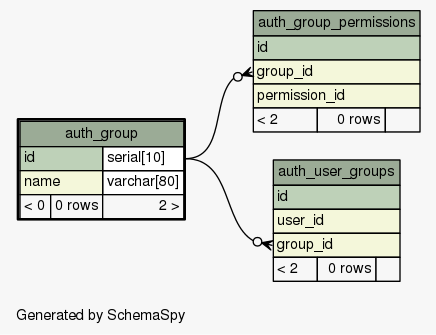 auth_group_permissions
id
group_id
permission_id
< 2 0 rows
auth_group
id serial[10]
name varchar[80]
< 0 0 rows 2 >
auth_user_groups
id
user_id
group_id
< 2 0 rows
Generated by SchemaSpy